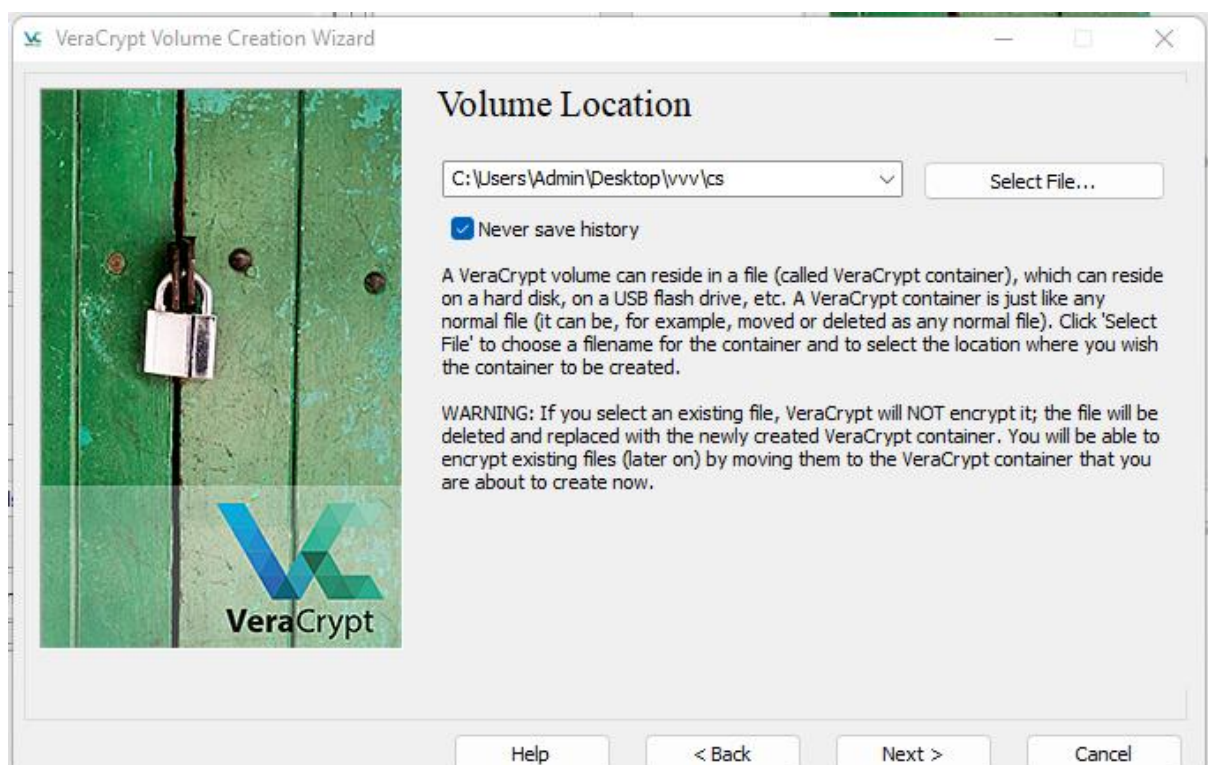 VeraCrypt Volume Creation Wizard
Volume Location
C:\Users\Admin\Desktop\vvv\cs
Select File...
Never save history
A VeraCrypt volume can reside in a file (called VeraCrypt container), which can reside
on a hard disk, on a USB flash drive, etc. A VeraCrypt container is just like any
normal file (it can be, for example, moved or deleted as any normal file). Click 'Select
File' to choose a filename for the container and to select the location where you wish
the container to be created.
WARNING: If you select an existing file, VeraCrypt will NOT encrypt it; the file will be
deleted and replaced with the newly created VeraCrypt container. You will be able to
encrypt existing files (later on) by moving them to the VeraCrypt container that you
are about to create now.
VeraCrypt
Help
< Back
Next >
Cancel